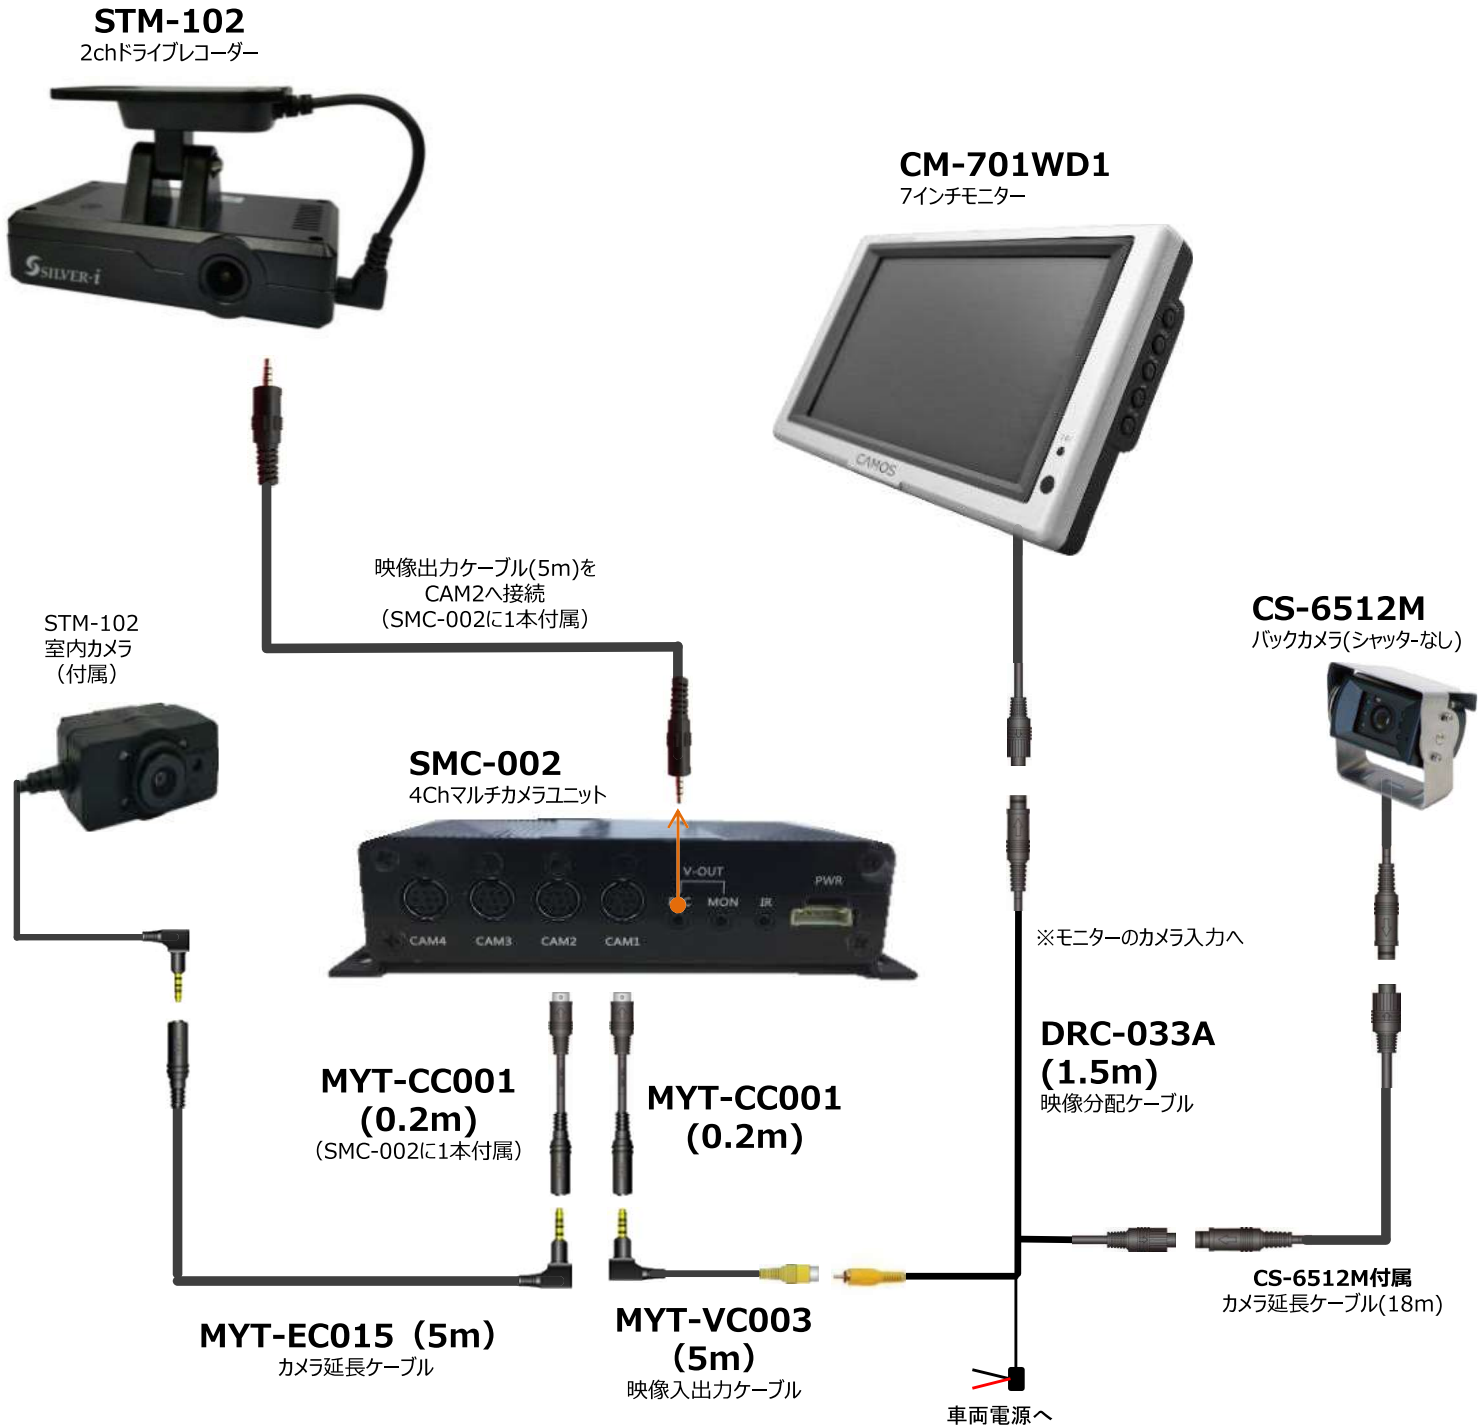 STM-102
2chドライブレコーダー
SILVER-i
CM-701WD1
7インチモニター
CAMOS
映像出力ケーブル(5m)を
CAM2へ接続
（SMC-002に1本付属）
STM-102
室内カメラ
（付属）
CS-6512M
バックカメラ(シャッターなし)
SMC-002
4Chマルチカメラユニット
V-OUT
PWR
MON
IR
CAM4
CAM3
CAM2
CAM1
※モニターのカメラ入力へ
DRC-033A
(1.5m)
映像分配ケーブル
MYT-CC001
(0.2m)
（SMC-002に1本付属）
MYT-CC001
(0.2m)
CS-6512M付属
カメラ延長ケーブル(18m)
MYT-EC015（5m）
カメラ延長ケーブル
MYT-VC003
（5m）
映像入出力ケーブル
車両電源へ